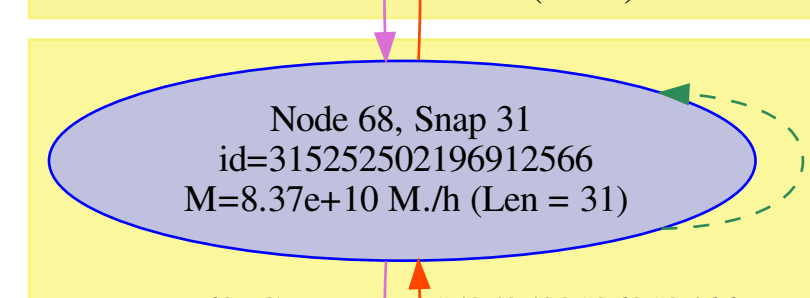 Node 68, Snap 31
id=315252502196912566
M=8.37e+10 M./h (Len = 31)